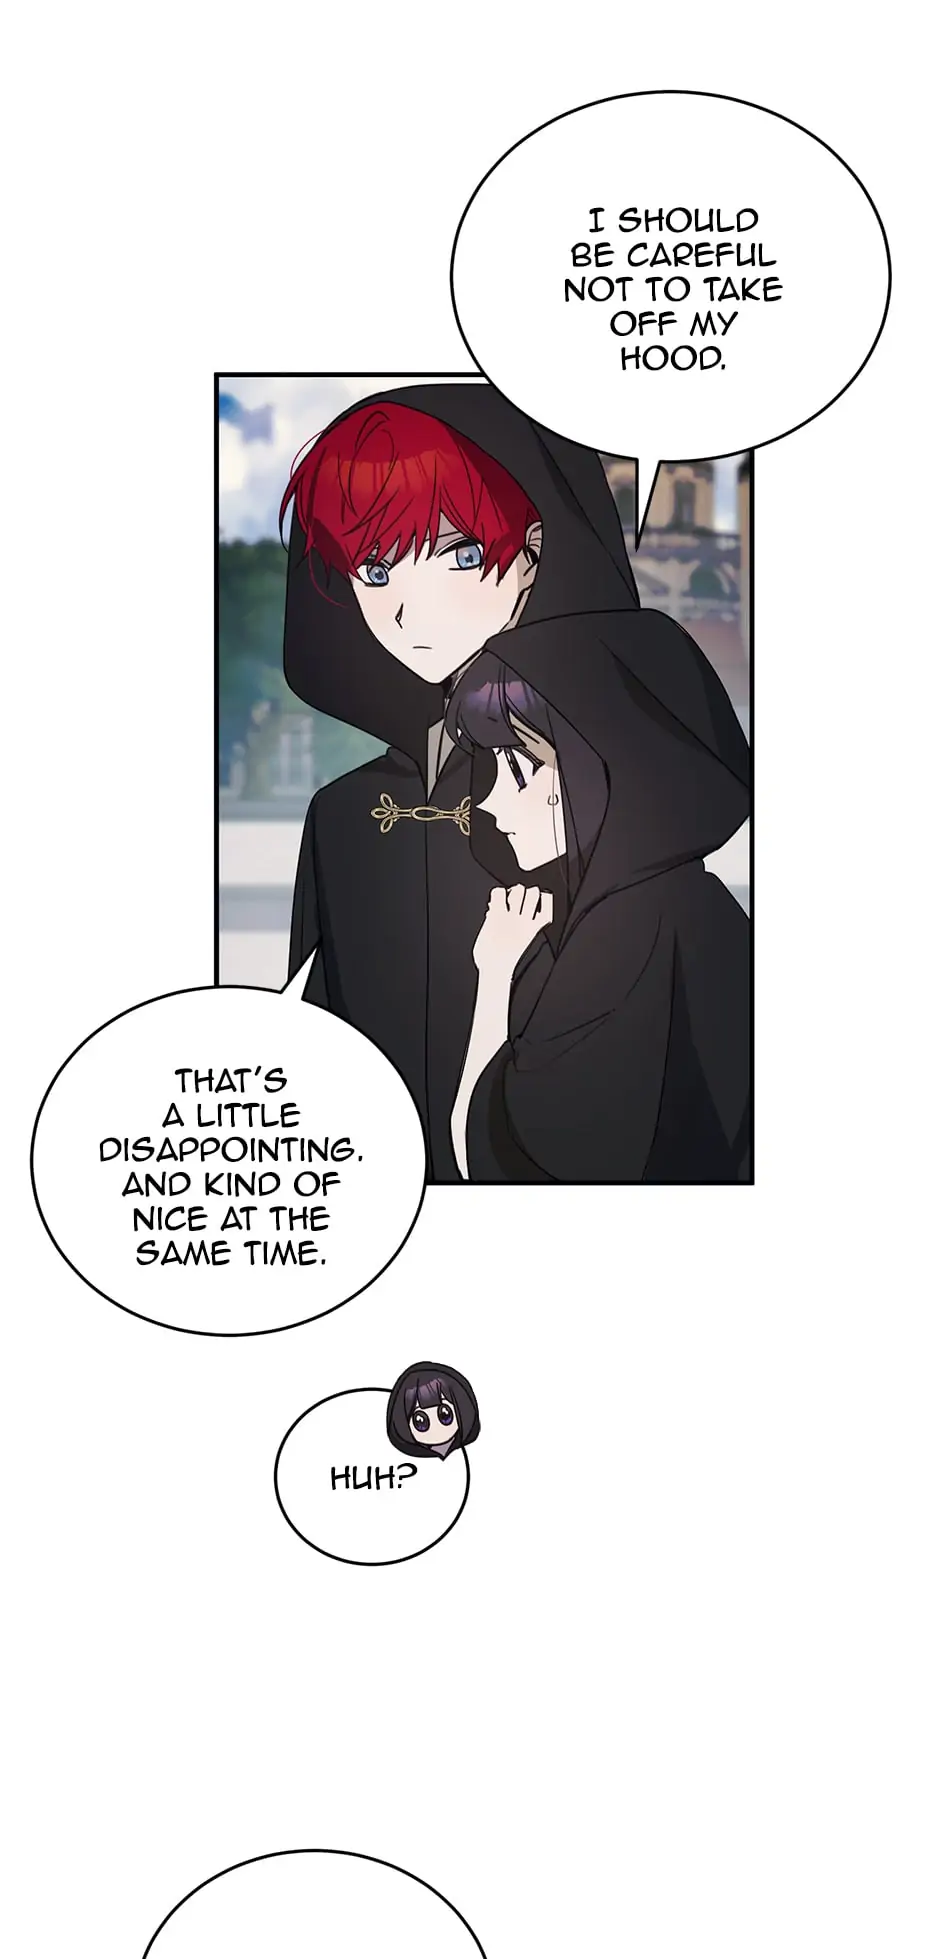 I SHOULD
BE CAREFUL
NOT TO TAKE
OFF MY
HOOD.
THAT'S
A LITTLE
DISAPPOINTING.
AND KIND OF
NICE AT THE
SAME TIME.
HUH?